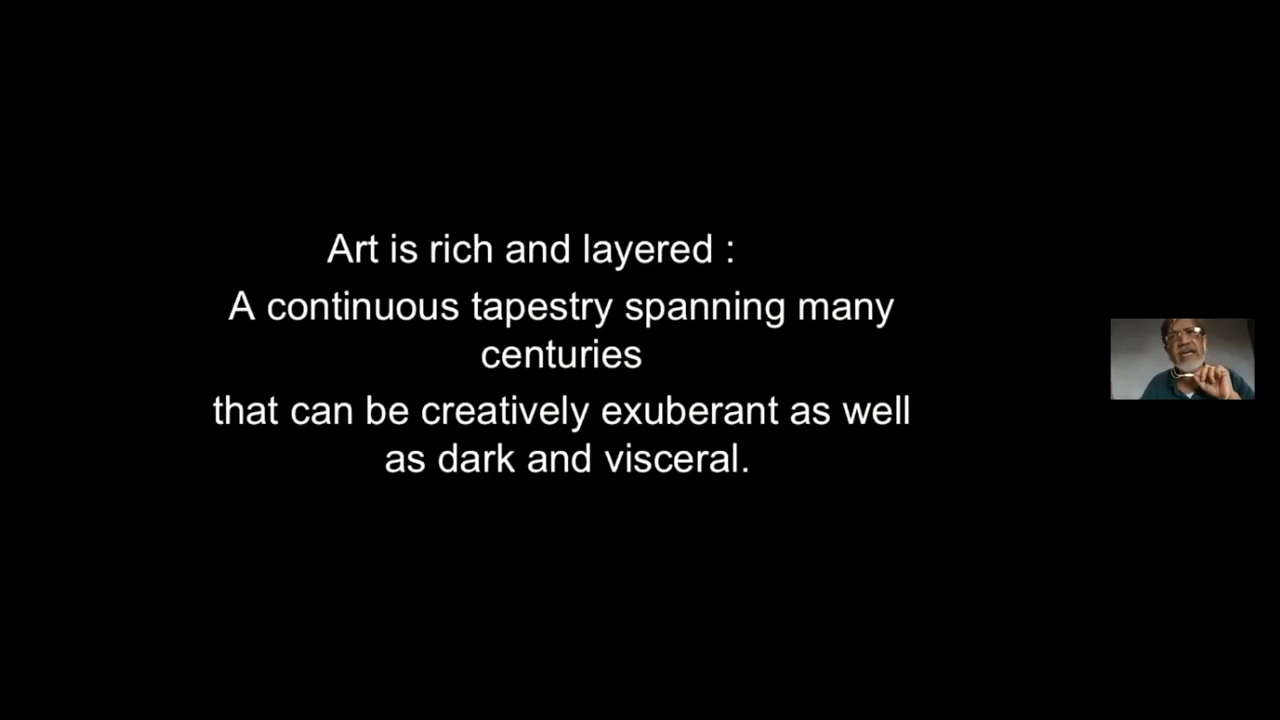 Art is rich and layered :
A continuous tapestry spanning many
centuries
that can be creatively exuberant as well
as dark and visceral.